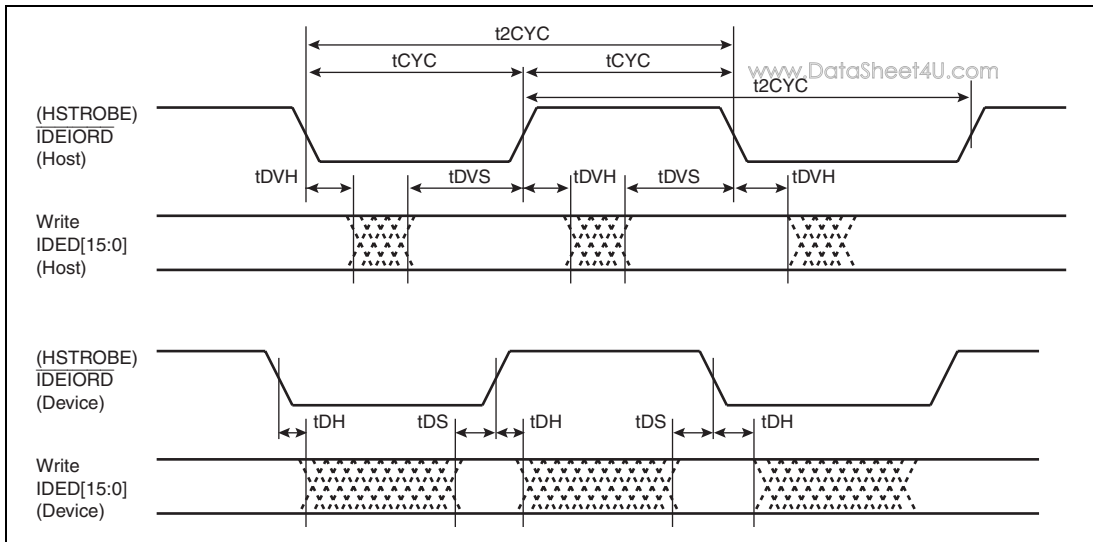 t2CYC
tCYC
tCYC
www.DataSheet4U.com
t2CYC
(HSTROBE)
IDEIORD
(Host)
tDVH
tDVS
tDVH
tDVS
tDVH
Write
IDED[15:0]
(Host)
(HSTROBE)
IDEIORD
(Device)
tDH
tDS
tDH
tDS
tDH
Write
IDED[15:0]
(Device)